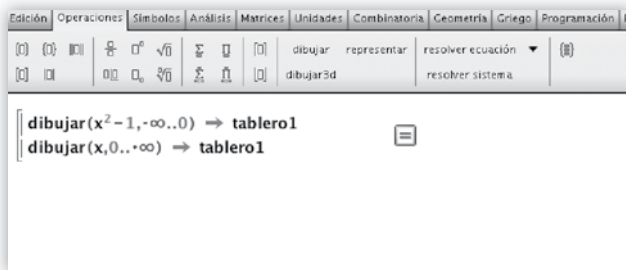 Edición Operaciones Símbolos Análisis Matrices Unidades Combinatoria Geometría Griego Programación
dibujar representar resolver ecuación
dibujar3d resolver sistema
dibujar(x²-1,-∞..0) → tablero1
dibujar(x,0..+∞) → tablero1
=